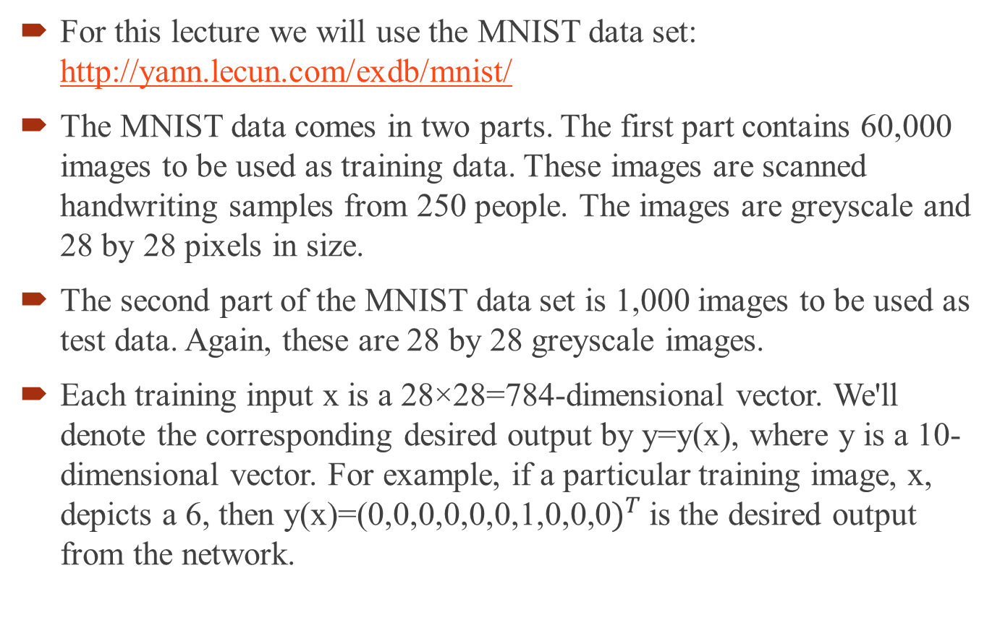 For this lecture we will use the MNIST data set:
http://yann.lecun.com/exdb/mnist/
The MNIST data comes in two parts. The first part contains 60,000
images to be used as training data. These images are scanned
handwriting samples from 250 people. The images are greyscale and
28 by 28 pixels in size.
The second part of the MNIST data set is 1,000 images to be used as
test data. Again, these are 28 by 28 greyscale images.
Each training input x is a 28×28=784-dimensional vector. We'll
denote the corresponding desired output by y=y(x), where y is a 10-
dimensional vector. For example, if a particular training image, x,
depicts a 6, then y(x)=(0,0,0,0,0,0,1,0,0,0)ᵀ is the desired output
from the network.